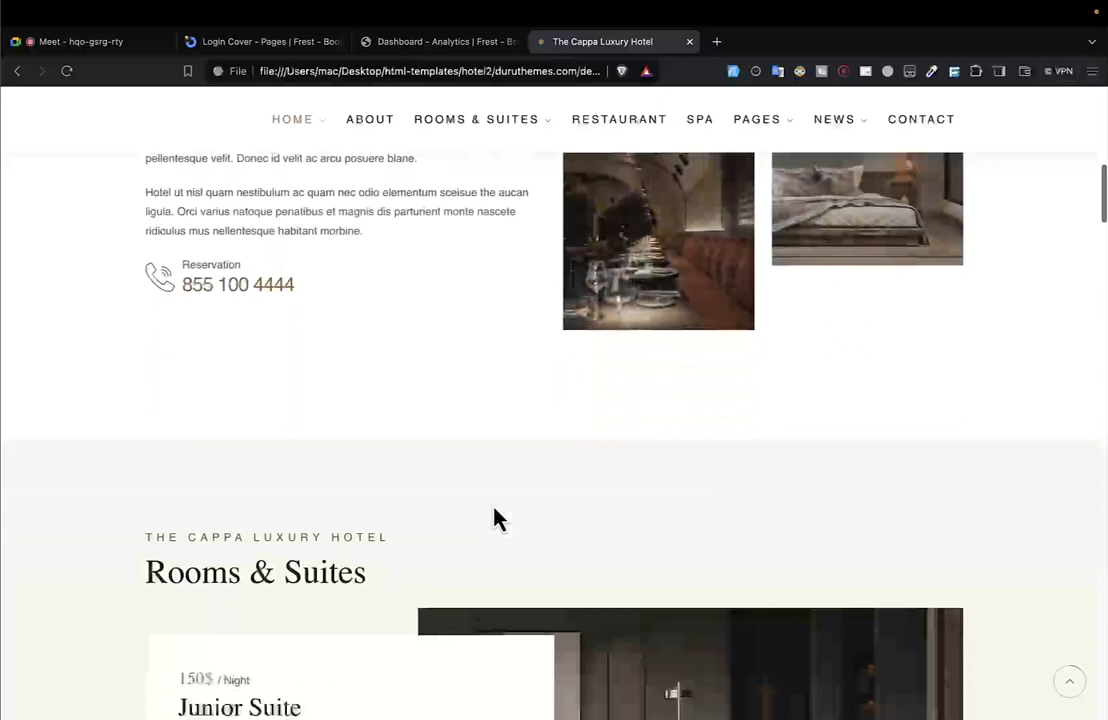 Meet - hqo-gsrg-rty
Login Cover - Pages | Frest - Boo
Dashboard - Analytics | Frest - B
The Cappa Luxury Hotel
File
file:///Users/mac/Desktop/html-templates/hotel2/duruthemes.com/de...
VPN
HOME
ABOUT
ROOMS & SUITES
RESTAURANT
SPA
PAGES
NEWS
CONTACT
pellentesque velit. Donec id velit ac arcu posuere blane.
Hotel ut nisl quam nestibulum ac quam nec odio elementum sceisue the aucan
ligula. Orci varius natoque penatibus et magnis dis parturient monte nascete
ridiculus mus nellentesque habitant morbine.
Reservation
855 100 4444
THE CAPPA LUXURY HOTEL
Rooms & Suites
150$ / Night
Junior Suite